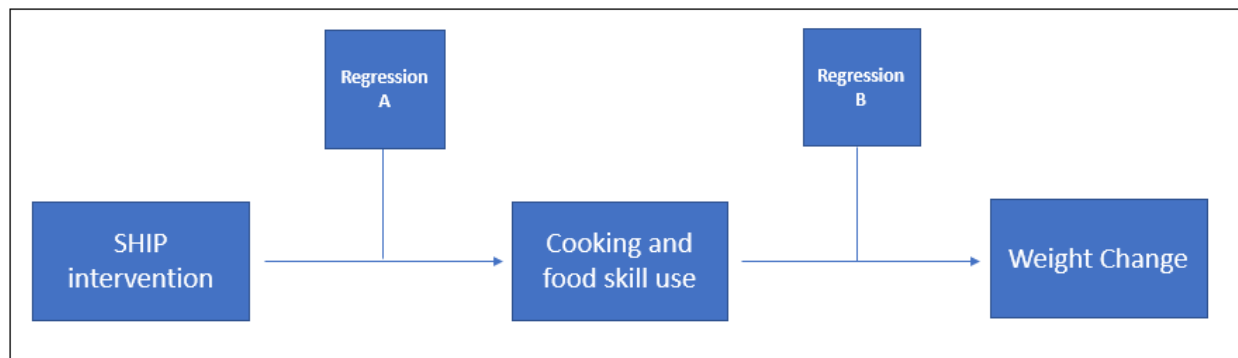 Regression
A
Regression
B
SHIP
intervention
Cooking and
food skill use
Weight Change